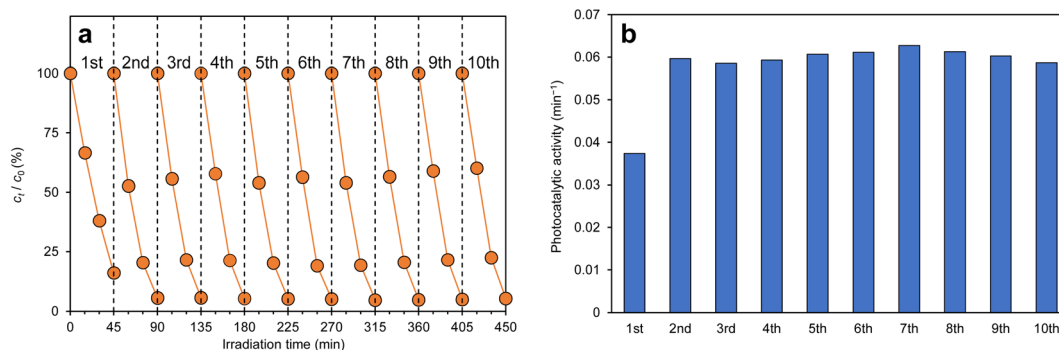 a
1st 2nd 3rd 4th 5th 6th 7th 8th 9th 10th
100
75
50
25
0
cₜ / c₀ (%)
0 45 90 135 180 225 270 315 360 405 450
Irradiation time (min)
b
0.07
0.06
0.05
0.04
0.03
0.02
0.01
0
Photocatalytic activity (min⁻¹)
1st 2nd 3rd 4th 5th 6th 7th 8th 9th 10th